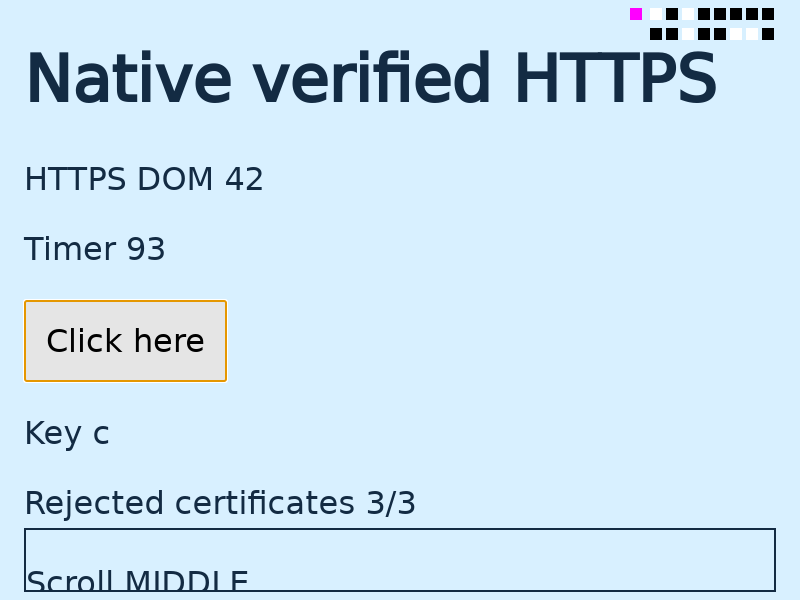 Native verified HTTPS
HTTPS DOM 42
Timer 93
Click here
Key c
Rejected certificates 3/3
Scroll MIDDLE